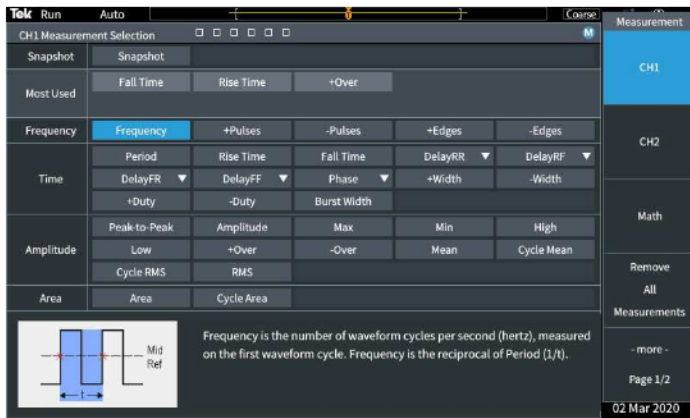 Tek Run Auto Coarse
CH1 Measurement Selection M
Snapshot Snapshot
Most Used Fall Time Rise Time +Over
Frequency Frequency +Pulses -Pulses +Edges -Edges
Time Period Rise Time Fall Time DelayRR DelayRF
DelayFR DelayFF Phase +Width -Width
+Duty -Duty Burst Width
Amplitude Peak-to-Peak Amplitude Max Min High
Low +Over -Over Mean Cycle Mean
Cycle RMS RMS
Area Area Cycle Area
Mid
Ref
t
Frequency is the number of waveform cycles per second (hertz), measured
on the first waveform cycle. Frequency is the reciprocal of Period (1/t).
Measurement
CH1
CH2
Math
Remove
All
Measurements
- more -
Page 1/2
02 Mar 2020